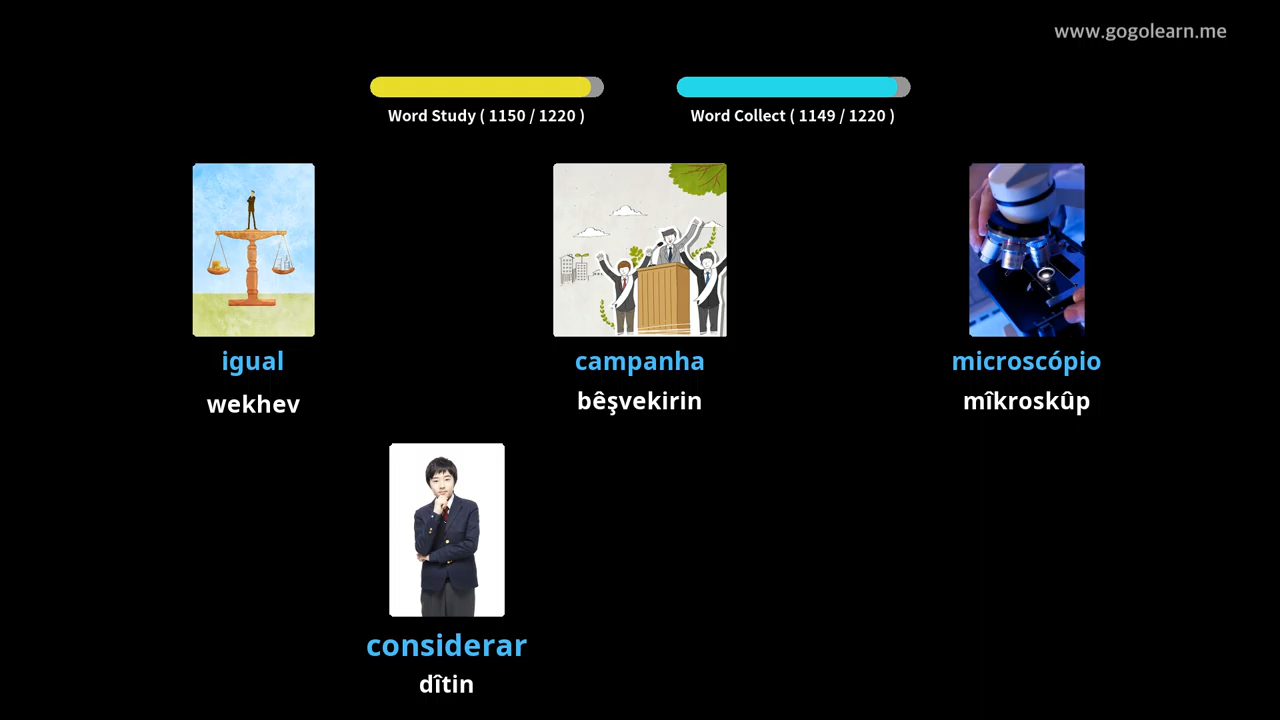 www.gogolearn.me
Word Study ( 1150 / 1220 )
Word Collect ( 1149 / 1220 )
igual
wekhev
campanha
bêşvekirin
microscópio
mîkroskûp
considerar
dîtin